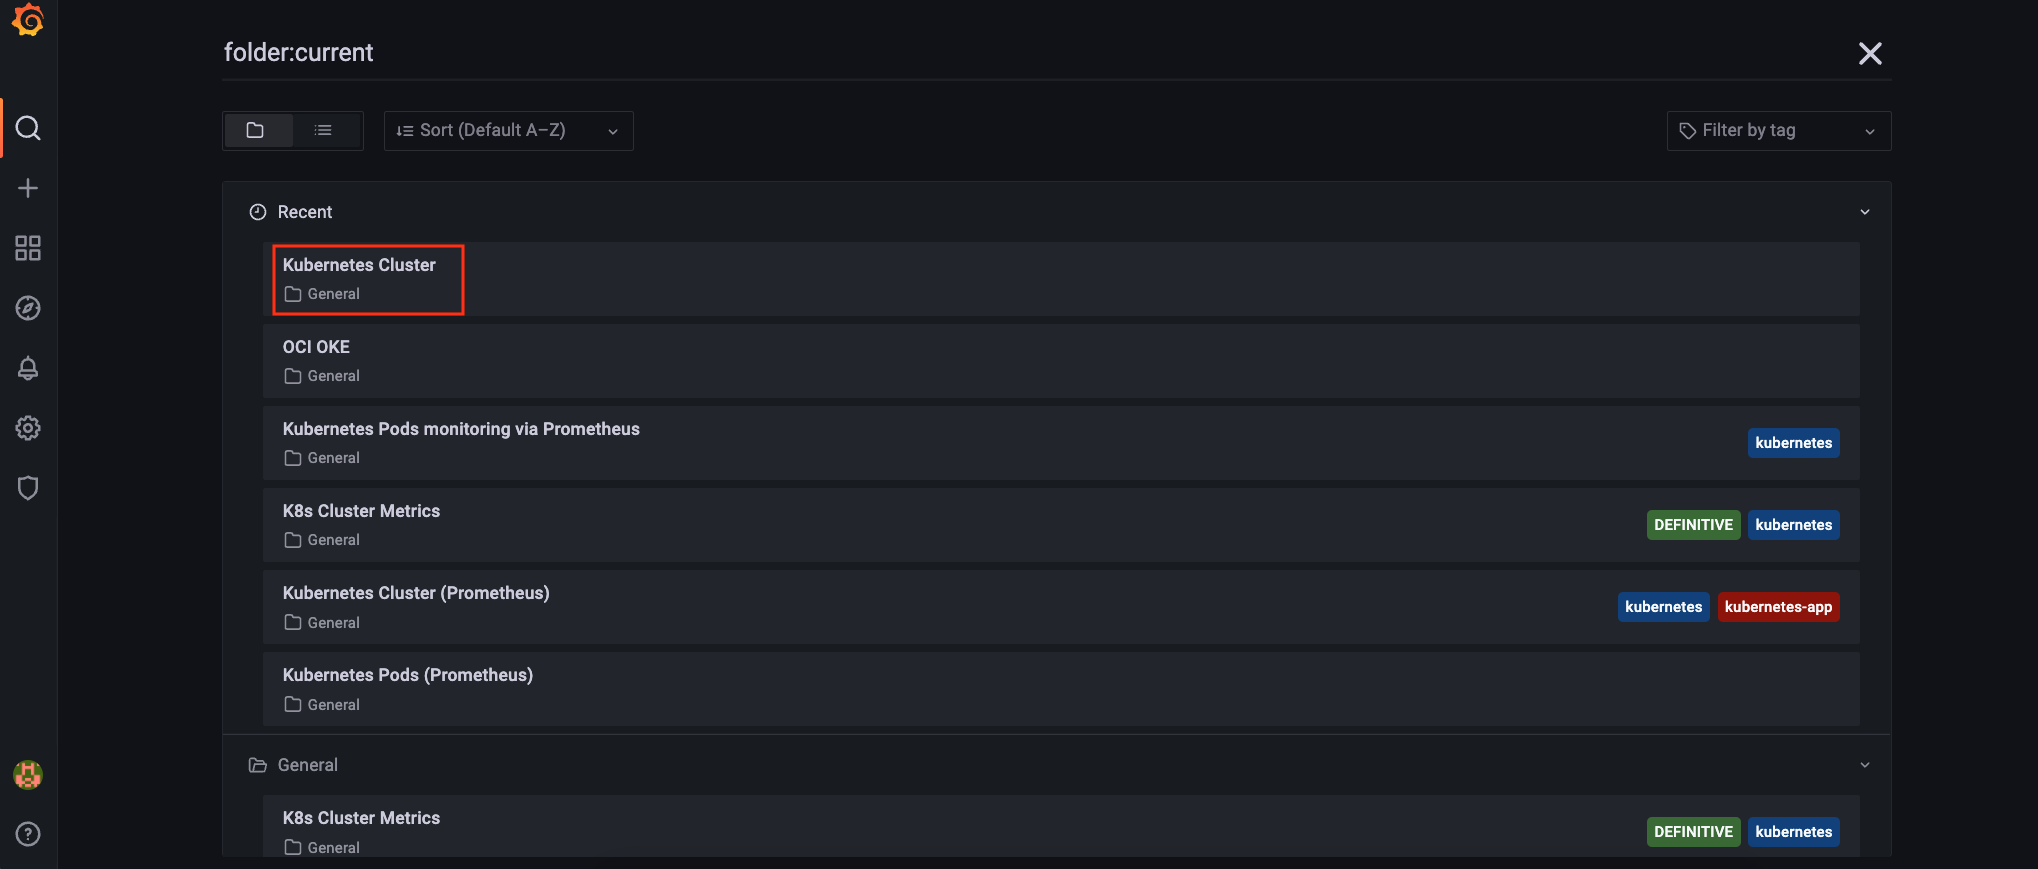 folder:current
Sort (Default A–Z)
Filter by tag
Recent
Kubernetes Cluster
General
OCI OKE
General
Kubernetes Pods monitoring via Prometheus
General
kubernetes
K8s Cluster Metrics
General
DEFINITIVE kubernetes
Kubernetes Cluster (Prometheus)
General
kubernetes kubernetes-app
Kubernetes Pods (Prometheus)
General
General
K8s Cluster Metrics
General
DEFINITIVE kubernetes